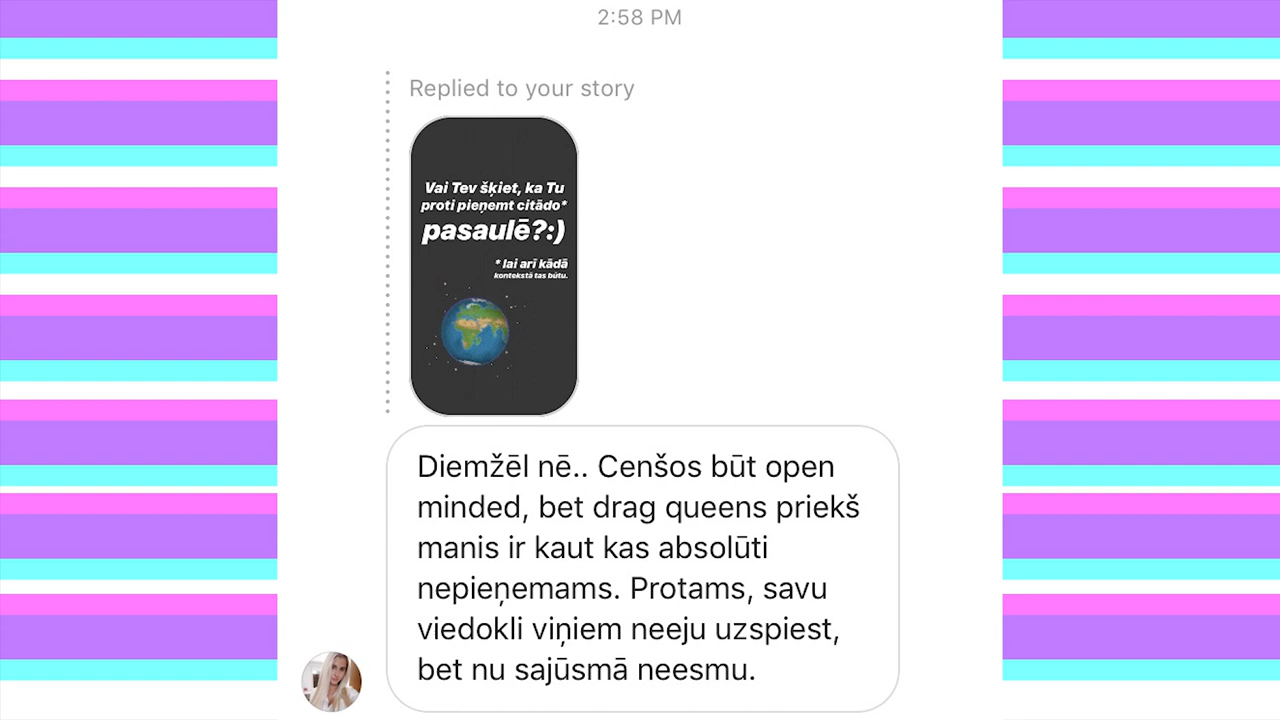 2:58 PM
Replied to your story
Vai Tev šķiet, ka Tu
proti pieņemt citādo*
pasaulē?:)
* lai arī kādā
kontekstā tas būtu.
Diemžēl nē.. Cenšos būt open
minded, bet drag queens priekš
manis ir kaut kas absolūti
nepieņemams. Protams, savu
viedokli viņiem neeju uzspiest,
bet nu sajūsmā neesmu.